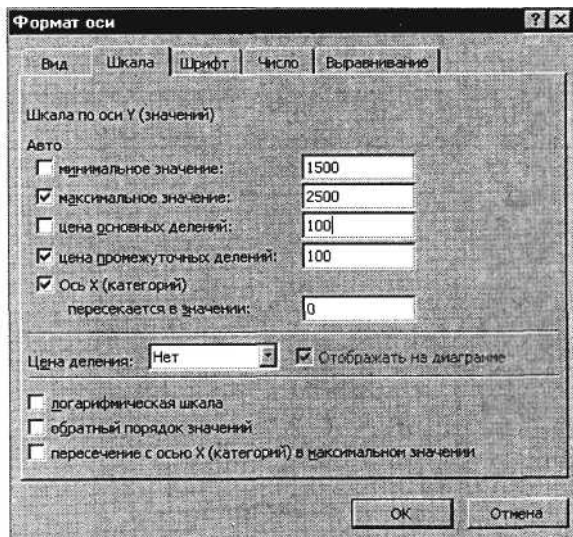 Формат оси
Вид Шкала Шрифт Число Выравнивание
Шкала по оси Y (значений)
Авто
минимальное значение: 1500
максимальное значение: 2500
цена основных делений: 100
цена промежуточных делений: 100
Ось X (категорий)
пересекается в значении: 0
Цена деления: Нет Отображать на диаграмме
логарифмическая шкала
обратный порядок значений
пересечение с осью X (категорий) в максимальном значении
ОК Отмена